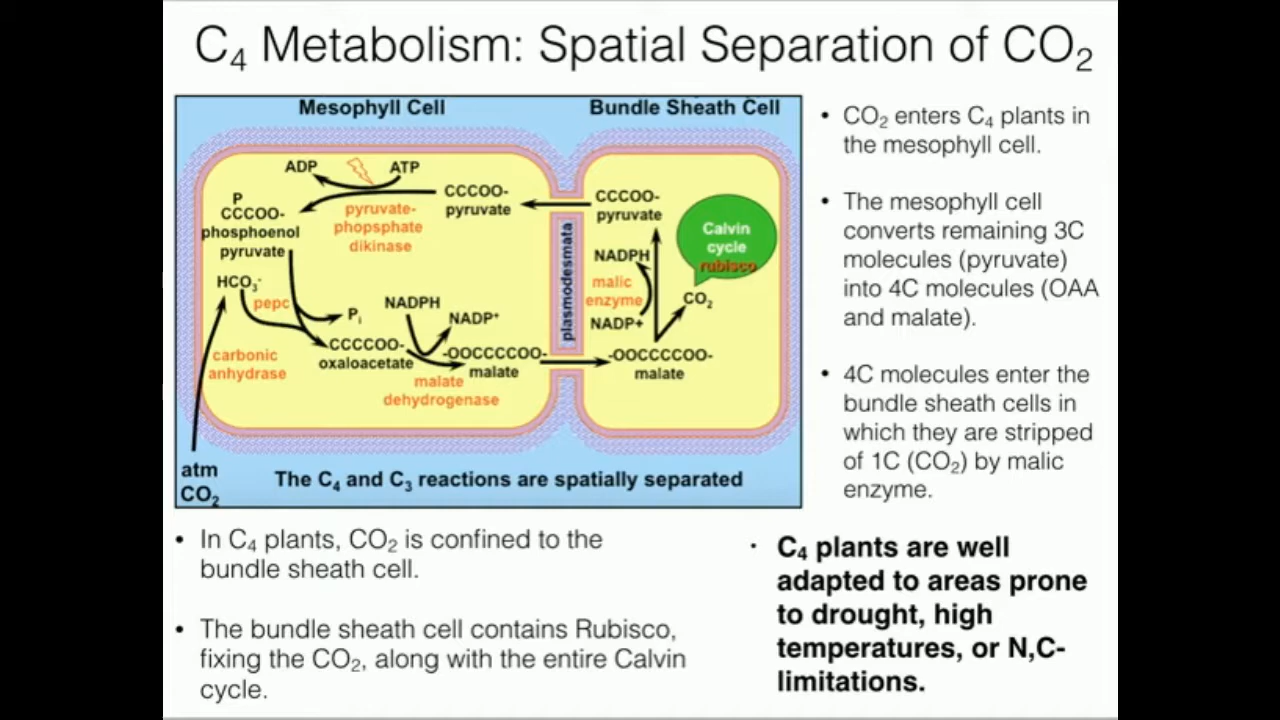 C₄ Metabolism: Spatial Separation of CO₂
Mesophyll Cell
Bundle Sheath Cell
ADP
ATP
CCCOO-
pyruvate
pyruvate-
phopsphate
dikinase
P
CCCOO-
phosphoenol
pyruvate
HCO₃⁻
pepc
Pᵢ
carbonic
anhydrase
NADPH
NADP⁺
CCCCOO-
oxaloacetate
-OOCCCCOO-
malate
malate
dehydrogenase
plasmodesmata
CCCOO-
pyruvate
NADPH
malic
enzyme
NADP+
Calvin
cycle
rubisco
CO₂
-OOCCCCOO-
malate
atm
CO₂
The C₄ and C₃ reactions are spatially separated
• CO₂ enters C₄ plants in
the mesophyll cell.
• The mesophyll cell
converts remaining 3C
molecules (pyruvate)
into 4C molecules (OAA
and malate).
• 4C molecules enter the
bundle sheath cells in
which they are stripped
of 1C (CO₂) by malic
enzyme.
• In C₄ plants, CO₂ is confined to the
bundle sheath cell.
• The bundle sheath cell contains Rubisco,
fixing the CO₂, along with the entire Calvin
cycle.
• C₄ plants are well
adapted to areas prone
to drought, high
temperatures, or N,C-
limitations.